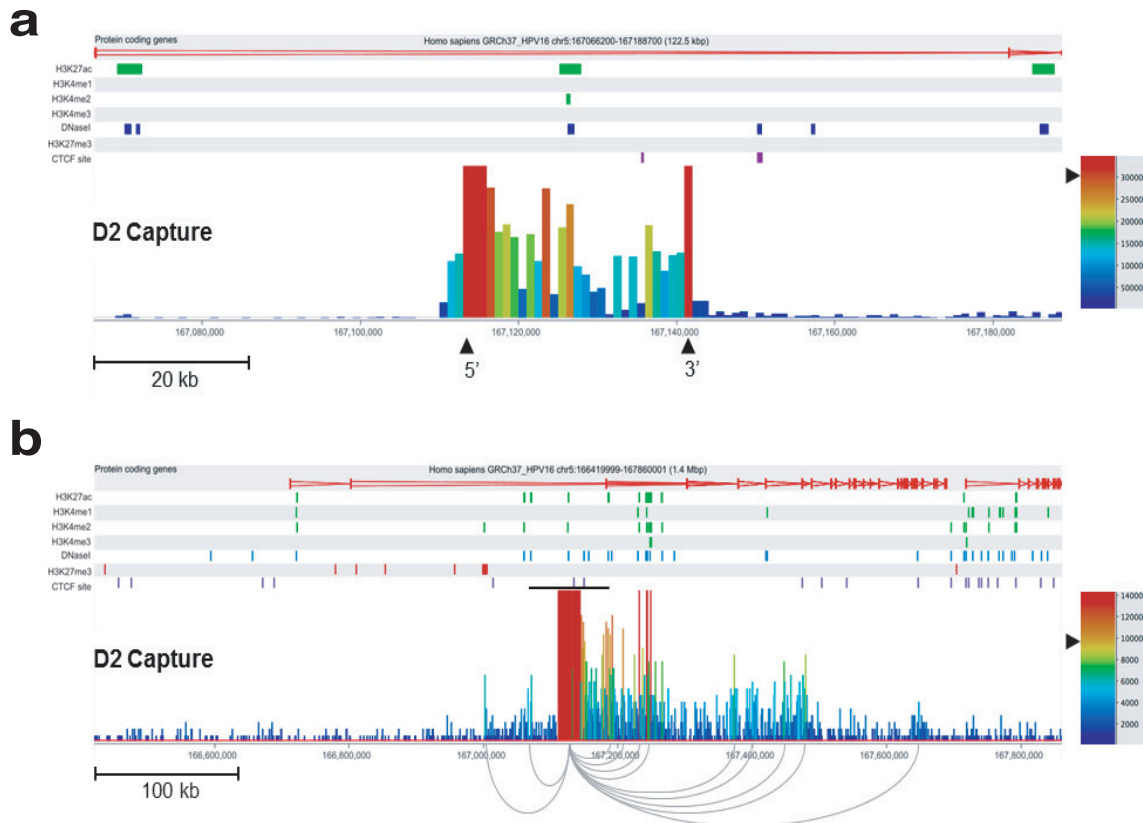 a
Protein coding genes Homo sapiens GRCh37_HPV16 chr5:167066200-167188700 (122.5 kbp)
H3K27ac
H3K4me1
H3K4me2
H3K4me3
DNaseI
H3K27me3
CTCF site
D2 Capture
30000
25000
20000
15000
10000
50000
167,080,000 167,100,000 167,120,000 167,140,000 167,160,000 167,180,000
20 kb
5’ 3’
b
Protein coding genes Homo sapiens GRCh37_HPV16 chr5:166419999-167860001 (1.4 Mbp)
H3K27ac
H3K4me1
H3K4me2
H3K4me3
DNaseI
H3K27me3
CTCF site
D2 Capture
14000
12000
10000
8000
6000
4000
2000
166,600,000 166,800,000 167,000,000 167,200,000 167,400,000 167,600,000 167,800,000
100 kb